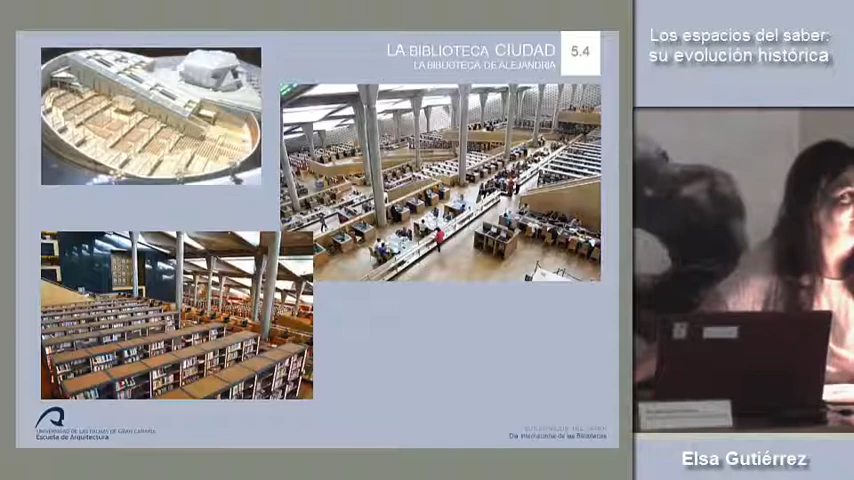 LA BIBLIOTECA CIUDAD
LA BIBLIOTECA DE ALEJANDRIA
5.4
Los espacios del saber:
su evolución histórica
UNIVERSIDAD DE LAS PALMAS DE GRAN CANARIA
Escuela de Arquitectura
Día Internacional de las Bibliotecas
Elsa Gutiérrez